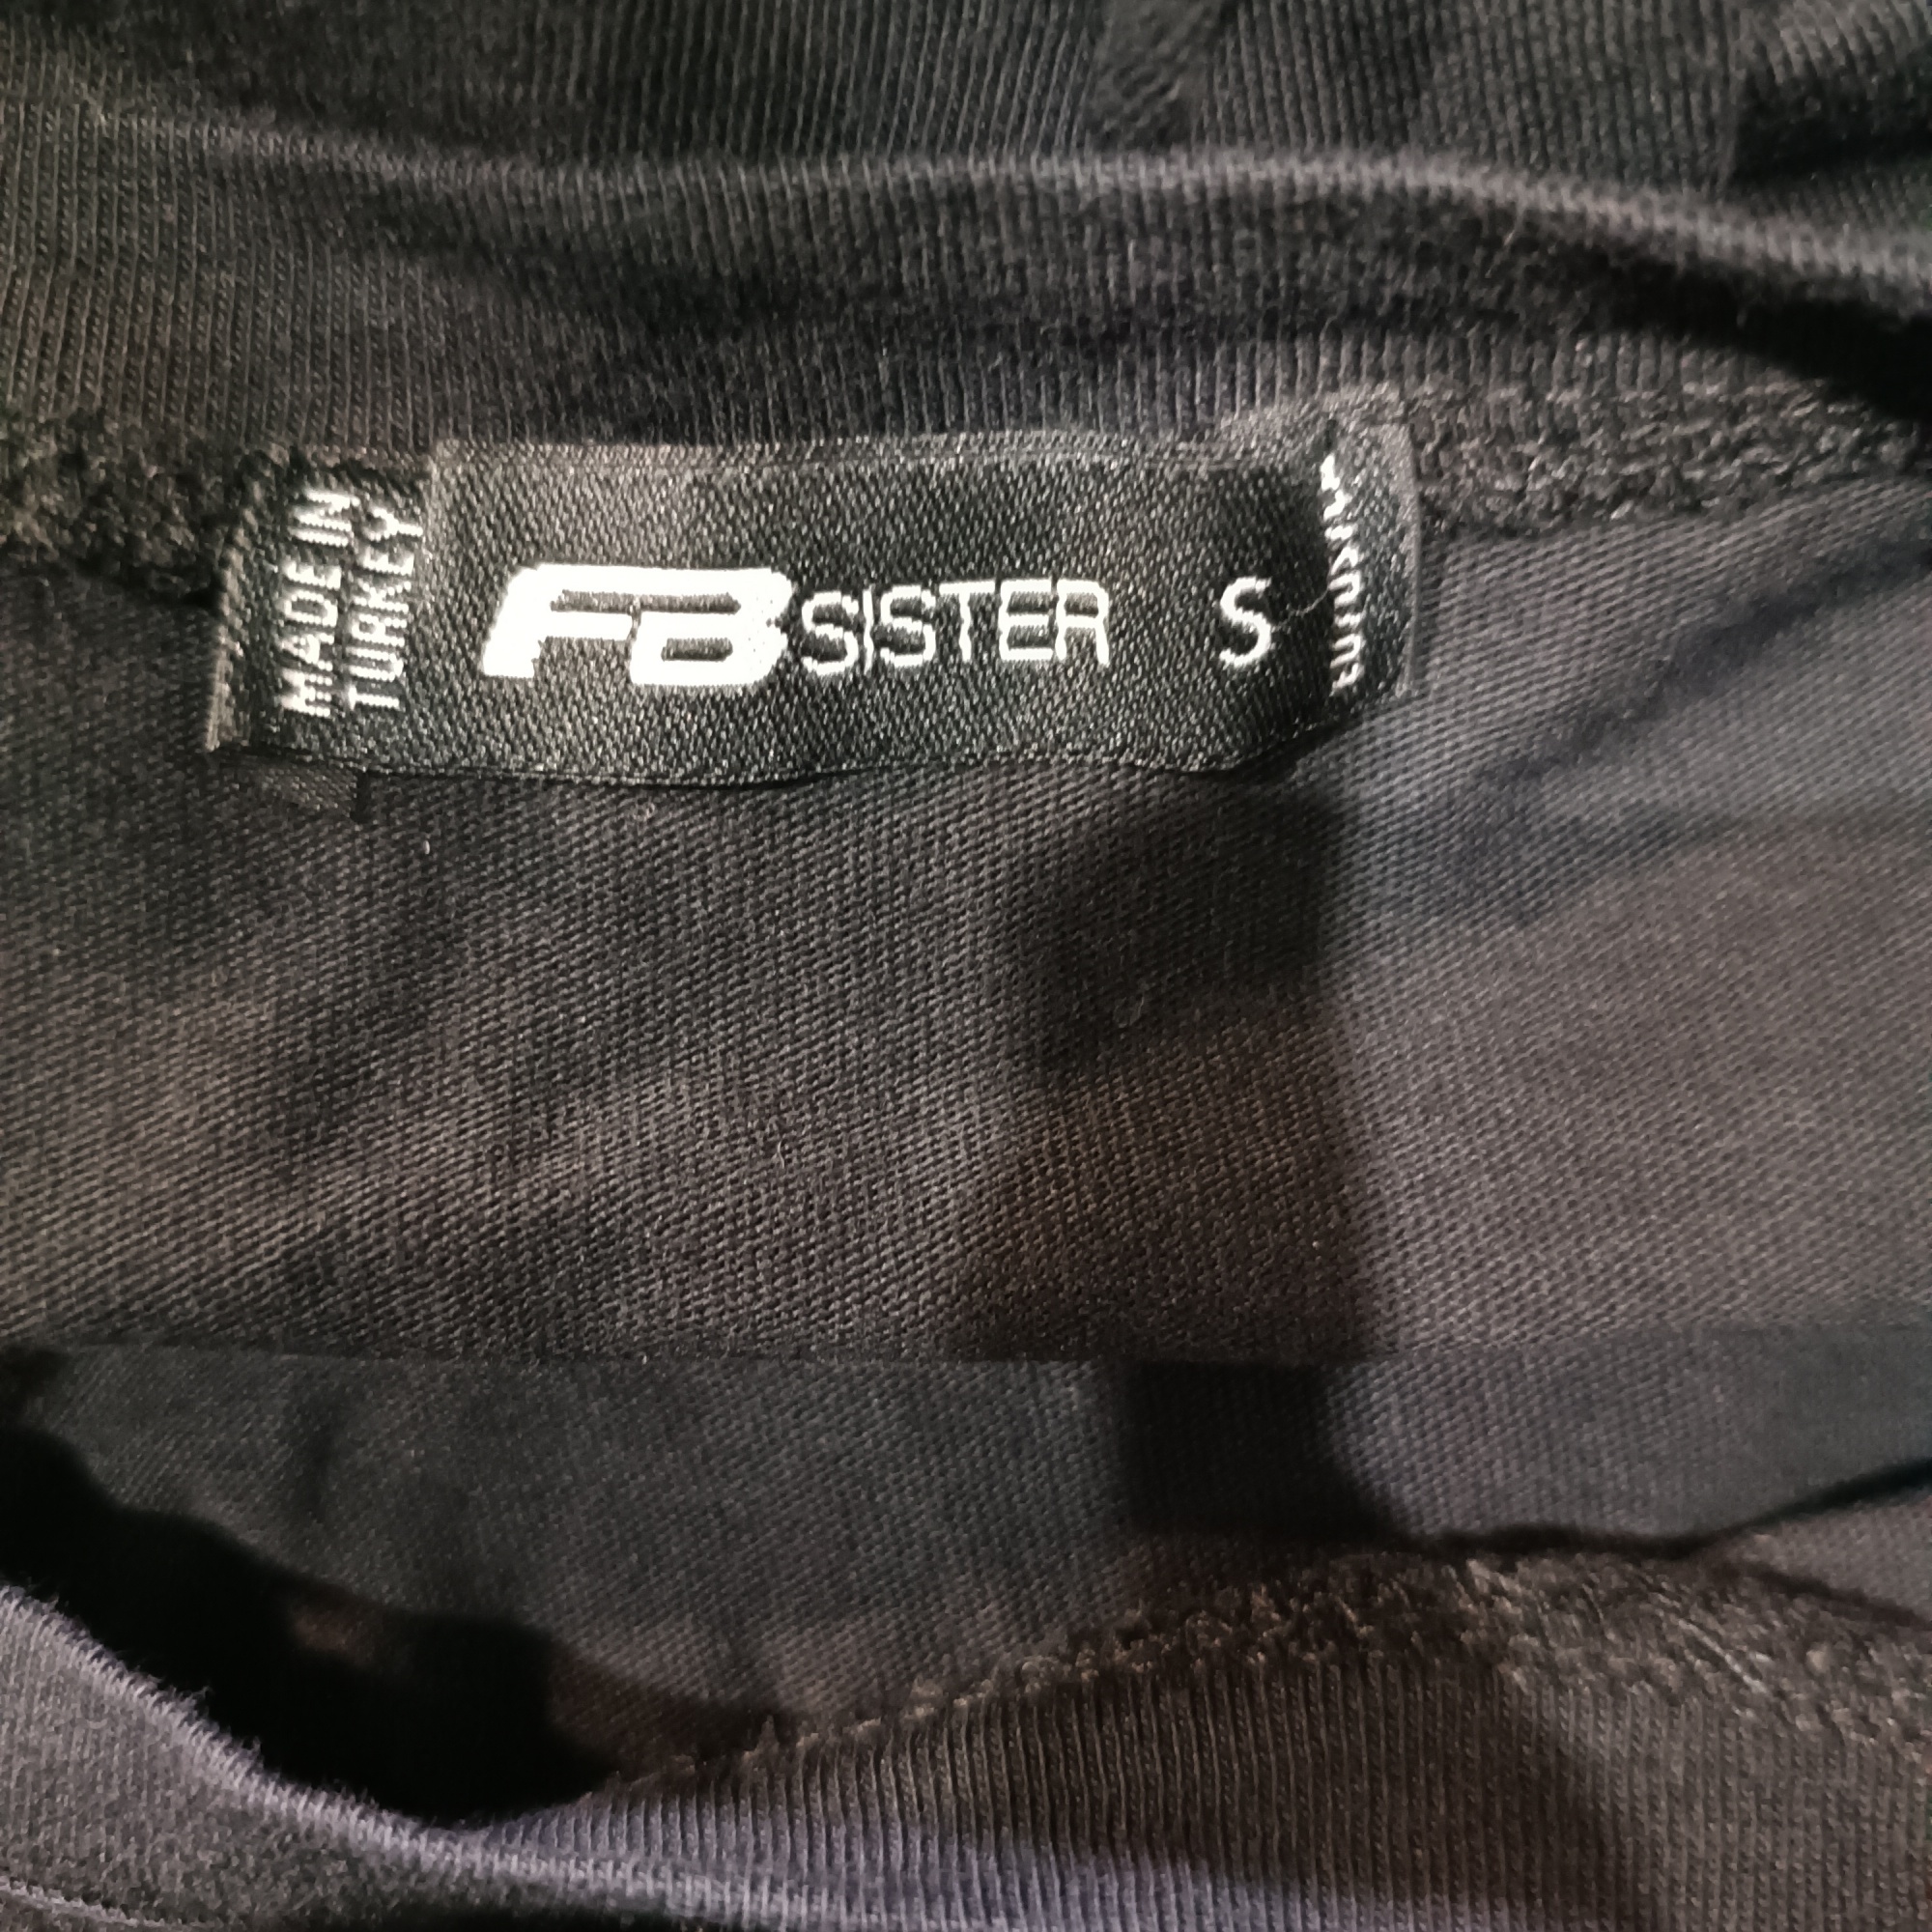 MADE IN
TURKEY
FB SISTER
S